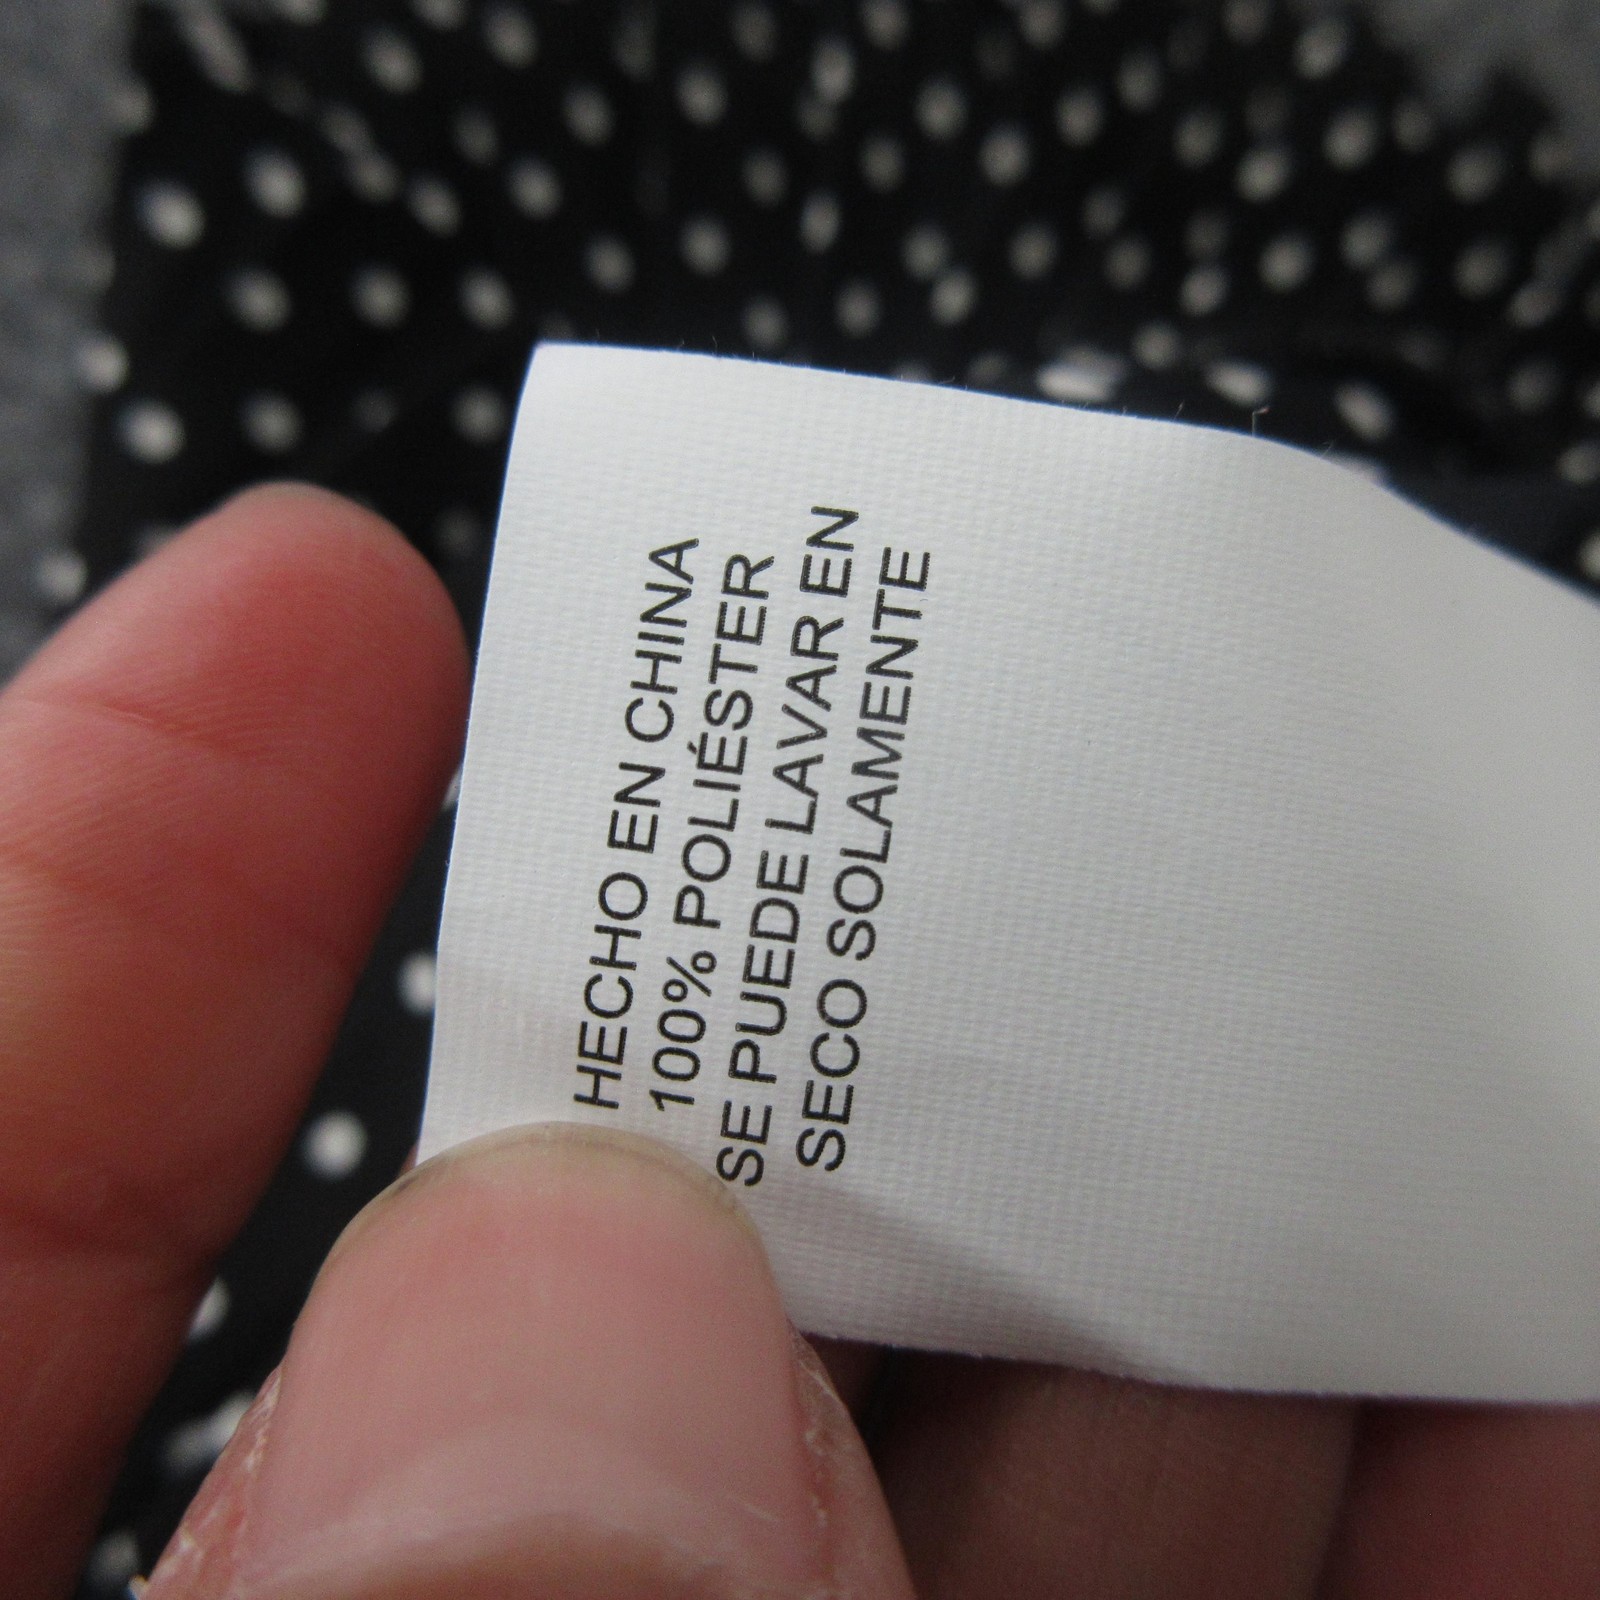 HECHO EN CHINA
100% POLIÉSTER
SE PUEDE LAVAR EN
SECO SOLAMENTE